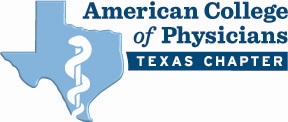 American College
of Physicians
TEXAS CHAPTER